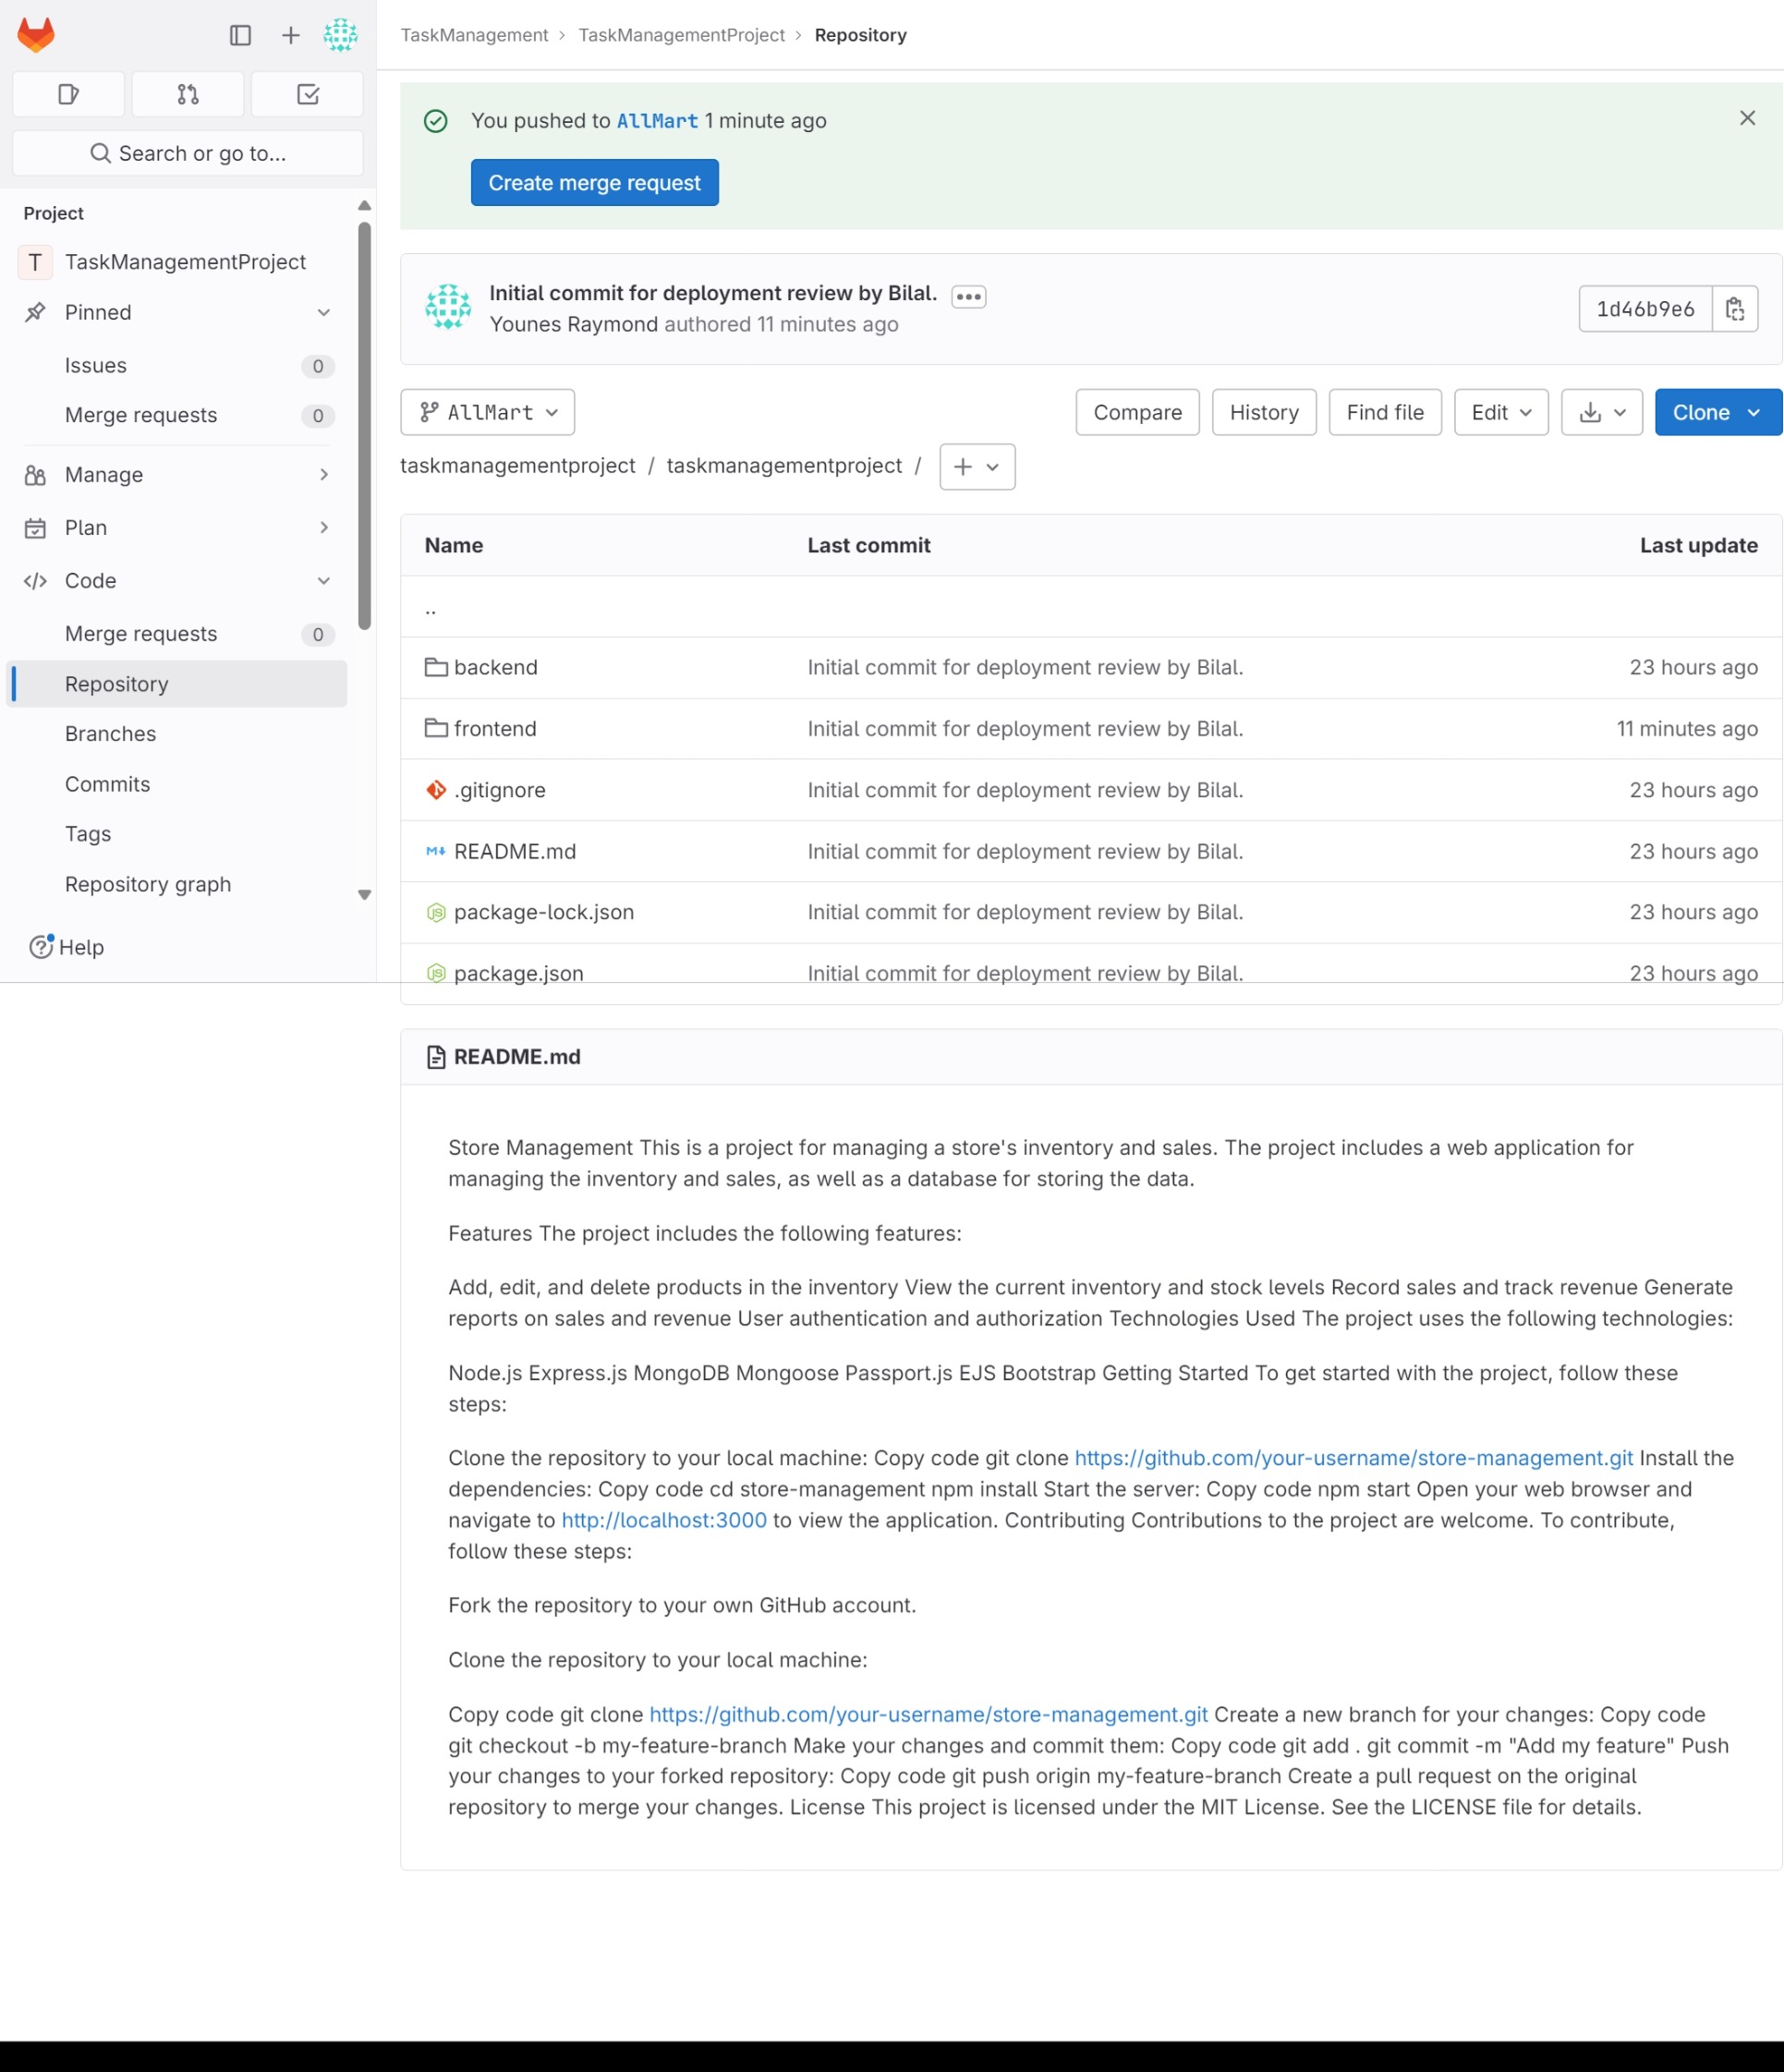 TaskManagement › TaskManagementProject › Repository
Search or go to...
Project
T TaskManagementProject
Pinned
Issues 0
Merge requests 0
Manage
Plan
Code
Merge requests 0
Repository
Branches
Commits
Tags
Repository graph
Help
You pushed to AllMart 1 minute ago
Create merge request
Initial commit for deployment review by Bilal.
Younes Raymond authored 11 minutes ago
1d46b9e6
AllMart
Compare History Find file Edit Clone
taskmanagementproject / taskmanagementproject /
Name Last commit Last update
..
backend Initial commit for deployment review by Bilal. 23 hours ago
frontend Initial commit for deployment review by Bilal. 11 minutes ago
.gitignore Initial commit for deployment review by Bilal. 23 hours ago
README.md Initial commit for deployment review by Bilal. 23 hours ago
package-lock.json Initial commit for deployment review by Bilal. 23 hours ago
package.json Initial commit for deployment review by Bilal. 23 hours ago
README.md
Store Management This is a project for managing a store's inventory and sales. The project includes a web application for
managing the inventory and sales, as well as a database for storing the data.
Features The project includes the following features:
Add, edit, and delete products in the inventory View the current inventory and stock levels Record sales and track revenue Generate
reports on sales and revenue User authentication and authorization Technologies Used The project uses the following technologies:
Node.js Express.js MongoDB Mongoose Passport.js EJS Bootstrap Getting Started To get started with the project, follow these
steps:
Clone the repository to your local machine: Copy code git clone https://github.com/your-username/store-management.git Install the
dependencies: Copy code cd store-management npm install Start the server: Copy code npm start Open your web browser and
navigate to http://localhost:3000 to view the application. Contributing Contributions to the project are welcome. To contribute,
follow these steps:
Fork the repository to your own GitHub account.
Clone the repository to your local machine:
Copy code git clone https://github.com/your-username/store-management.git Create a new branch for your changes: Copy code
git checkout -b my-feature-branch Make your changes and commit them: Copy code git add . git commit -m "Add my feature" Push
your changes to your forked repository: Copy code git push origin my-feature-branch Create a pull request on the original
repository to merge your changes. License This project is licensed under the MIT License. See the LICENSE file for details.